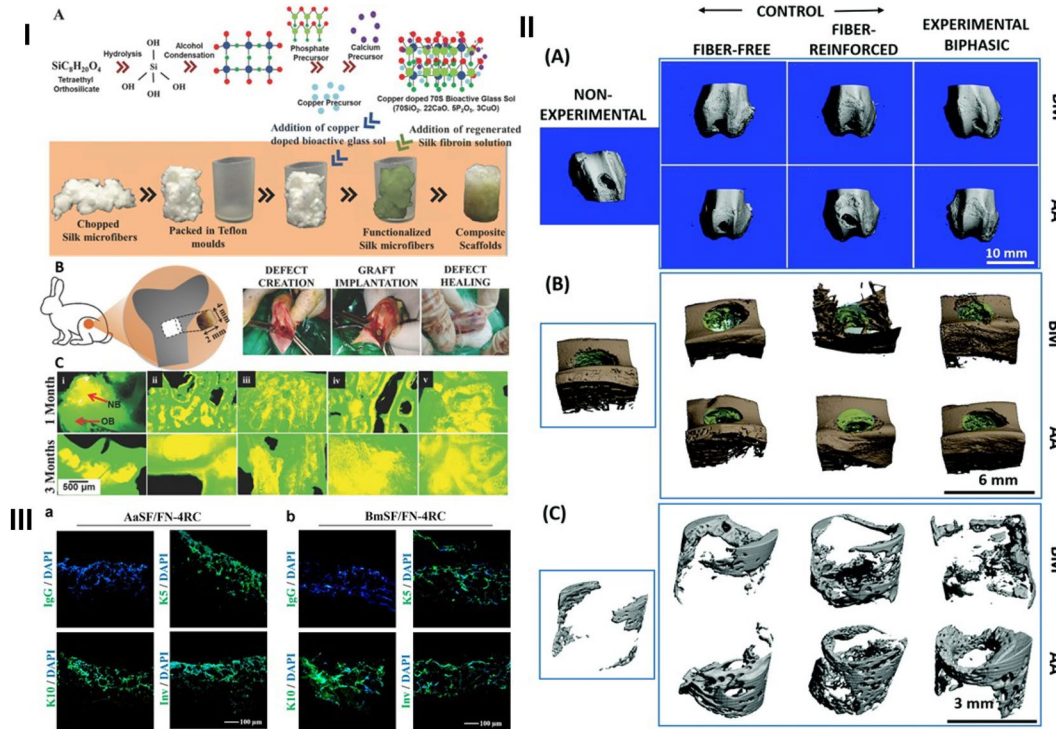 I
A
Hydrolysis
Alcohol
Condensation
SiC₈H₂₀O₄
Tetraethyl
Orthosilicate
OH
Si
OH
OH
OH
Phosphate
Precursor
Calcium
Precursor
Copper Precursor
Copper doped 70S Bioactive Glass Sol
(70SiO₂. 22CaO. 5P₂O₅. 3CuO)
Addition of copper
doped bioactive glass sol
Addition of regenerated
Silk fibroin solution
Chopped
Silk microfibers
Packed in Teflon
moulds
Functionalized
Silk microfibers
Composite
Scaffolds
B
4 mm
2 mm
DEFECT
CREATION
GRAFT
IMPLANTATION
DEFECT
HEALING
C
1 Month
3 Months
i
ii
iii
iv
v
NB
OB
500 µm
III
a
AaSF/FN-4RC
IgG / DAPI
K5 / DAPI
K10 / DAPI
Inv / DAPI
100 µm
b
BmSF/FN-4RC
IgG / DAPI
K5 / DAPI
K10 / DAPI
Inv / DAPI
100 µm
II
CONTROL
FIBER-FREE
FIBER-
REINFORCED
EXPERIMENTAL
BIPHASIC
(A)
NON-
EXPERIMENTAL
BM
AA
10 mm
(B)
BM
AA
6 mm
(C)
BM
AA
3 mm